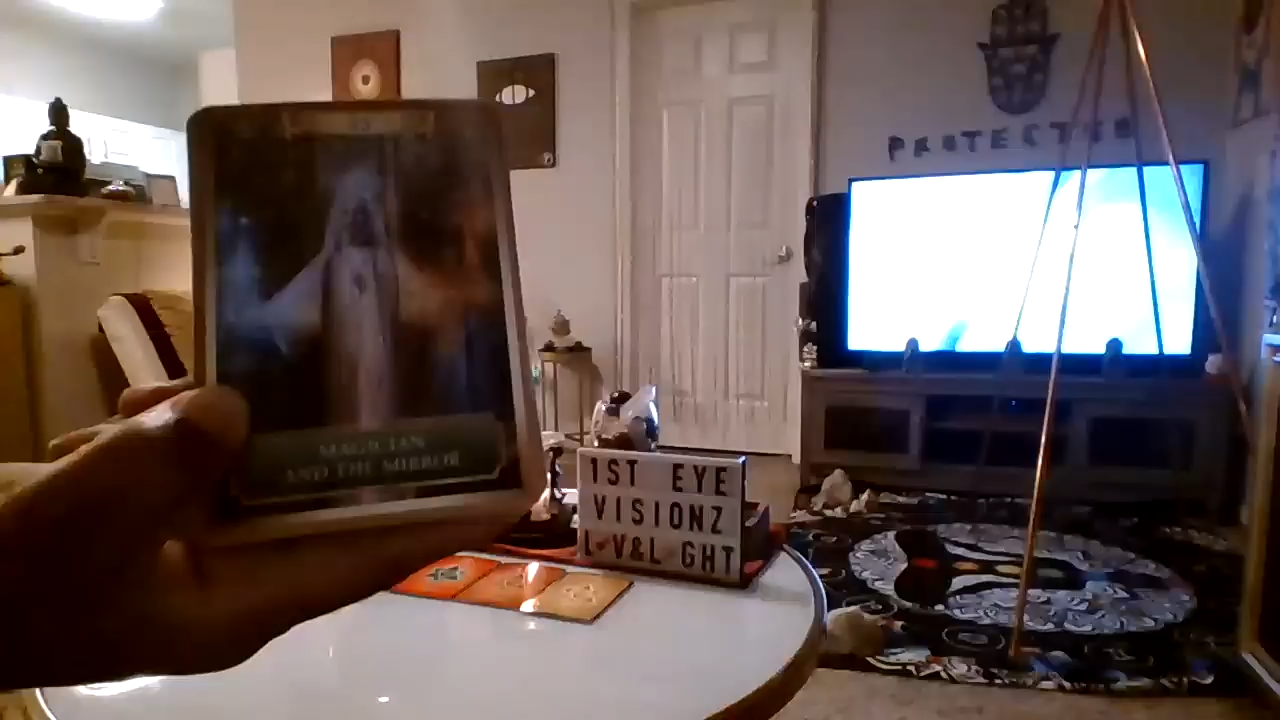 PROTECTED
MAGICIAN
AND THE MIRROR
1ST EYE
VISIONZ
L♥V&L GHT